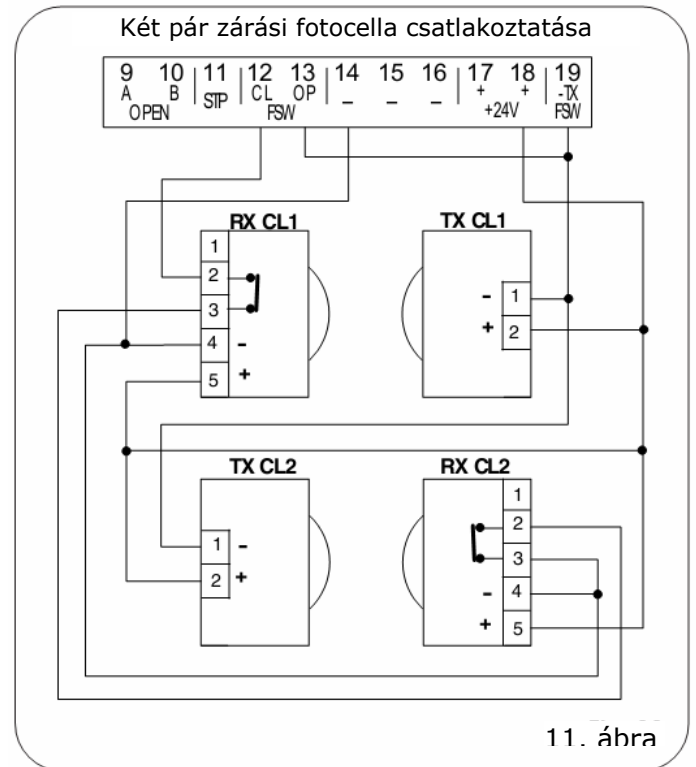 Két pár zárási fotocella csatlakoztatása
9 10 11 12 13 14 15 16 17 18 19
A B STP CL OP – – – + + -TX
OPEN FSW +24V FSW
RX CL1 TX CL1
1
2
3
4 -
5 +
- 1
+ 2
TX CL2 RX CL2
1 -
2 +
1
2
3
- 4
+ 5
11. ábra